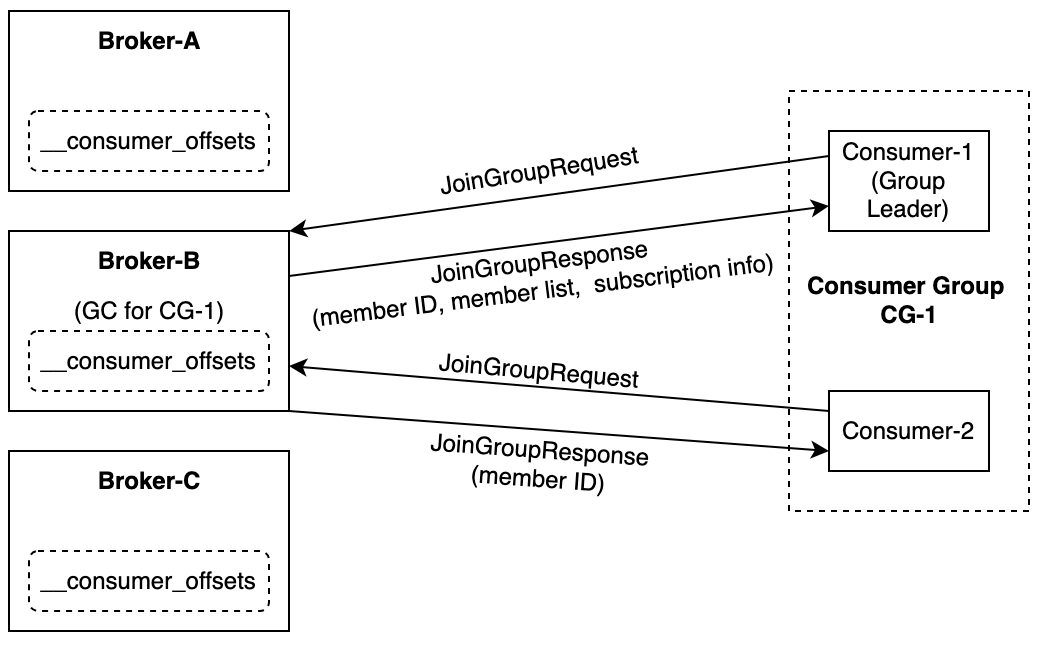 Broker-A
__consumer_offsets
Broker-B
(GC for CG-1)
__consumer_offsets
Broker-C
__consumer_offsets
JoinGroupRequest
JoinGroupResponse
(member ID, member list,  subscription info)
JoinGroupRequest
JoinGroupResponse
(member ID)
Consumer-1
(Group
Leader)
Consumer Group
CG-1
Consumer-2